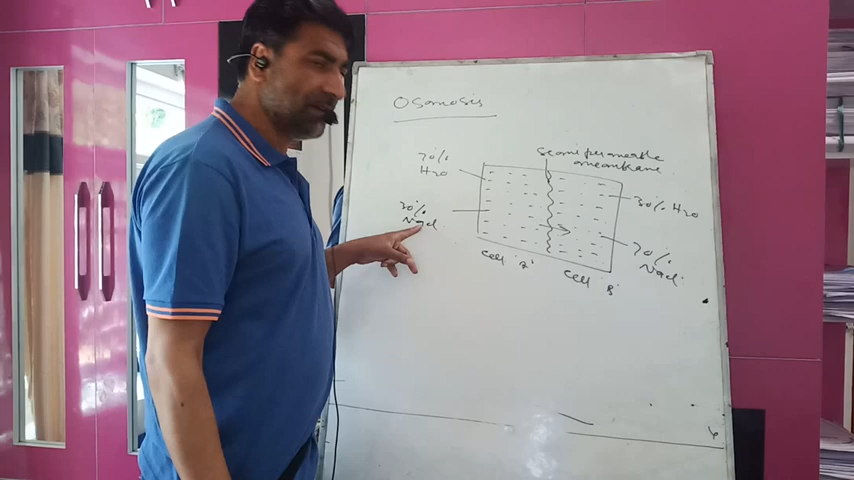 Osmosis
semi permeable
membrane
70%
H2O
30% H2O
30%
Nacl
70%
Nacl
Cell 'A'
Cell 'B'